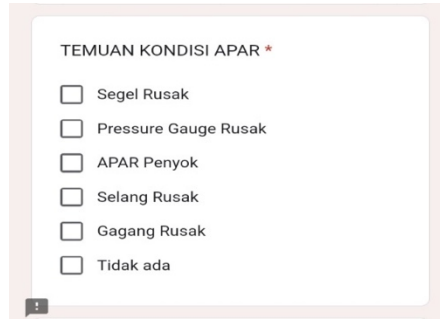 TEMUAN KONDISI APAR *
Segel Rusak
Pressure Gauge Rusak
APAR Penyok
Selang Rusak
Gagang Rusak
Tidak ada